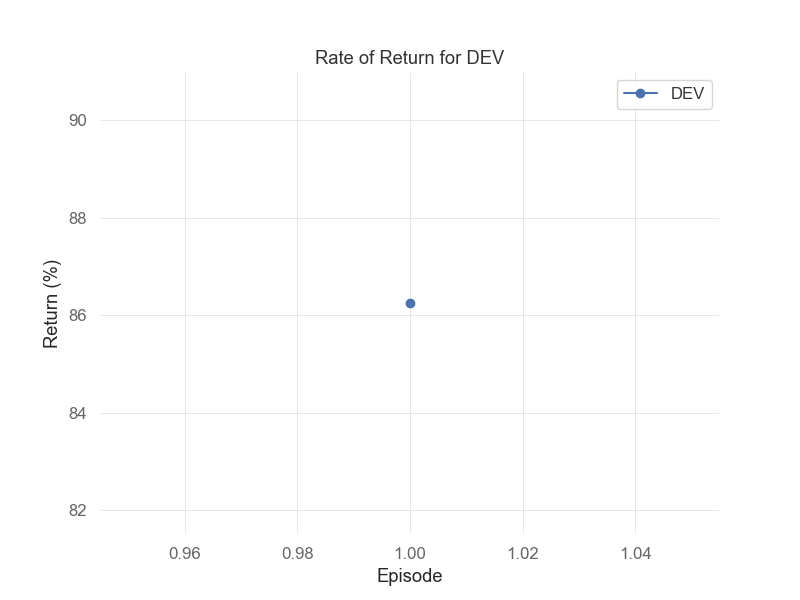 Rate of Return for DEV
DEV
90
88
86
84
82
Return (%)
0.96 0.98 1.00 1.02 1.04
Episode